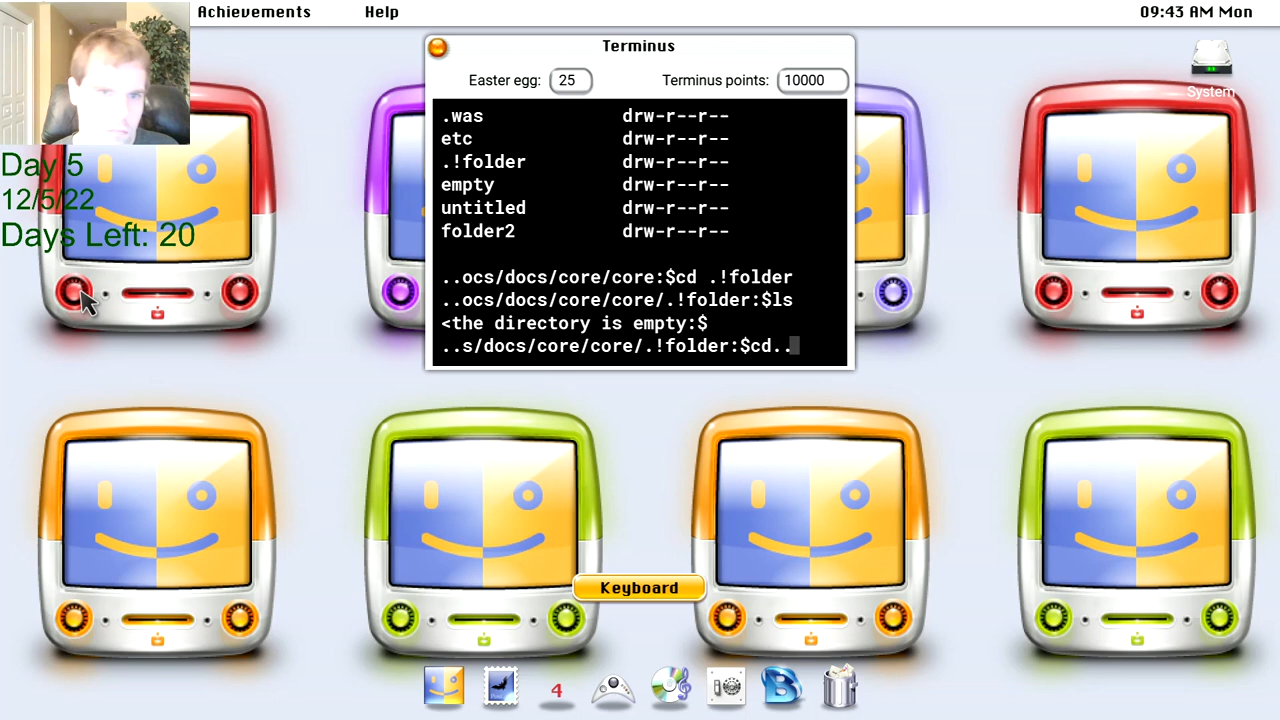 Achievements Help 09:43 AM Mon
Terminus
Easter egg: 25 Terminus points: 10000
System
.was drw-r--r--
etc drw-r--r--
.!folder drw-r--r--
empty drw-r--r--
untitled drw-r--r--
folder2 drw-r--r--
..ocs/docs/core/core:$cd .!folder
..ocs/docs/core/core/.!folder:$ls
<the directory is empty:$
..s/docs/core/core/.!folder:$cd..
Day 5
12/5/22
Days Left: 20
Keyboard
4